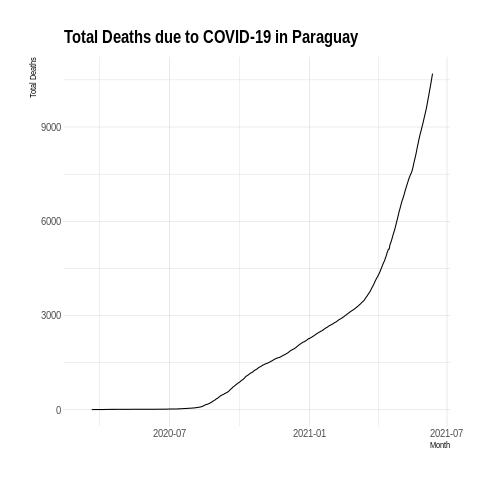 Total Deaths due to COVID-19 in Paraguay
Total Deaths
9000
6000
3000
0
2020-07
2021-01
2021-07
Month